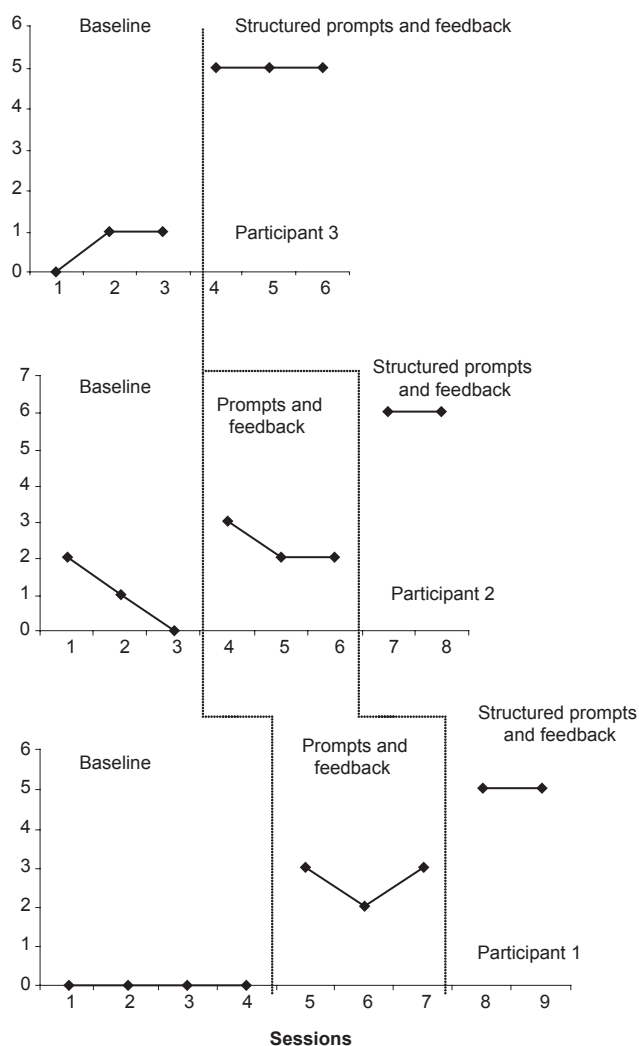 6
Baseline
Structured prompts and feedback
5
4
3
2
1
Participant 3
0
1 2 3 4 5 6
7
Baseline
Structured prompts
and feedback
6
Prompts and
feedback
5
4
3
2
1
Participant 2
0
1 2 3 4 5 6 7 8
Structured prompts
and feedback
6
Baseline
Prompts and
feedback
5
4
3
2
1
Participant 1
0
1 2 3 4 5 6 7 8 9
Sessions